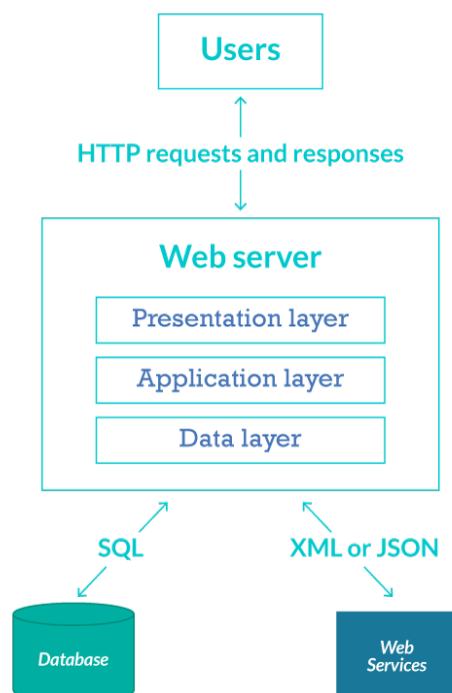 Users
HTTP requests and responses
Web server
Presentation layer
Application layer
Data layer
SQL
XML or JSON
Database
Web
Services